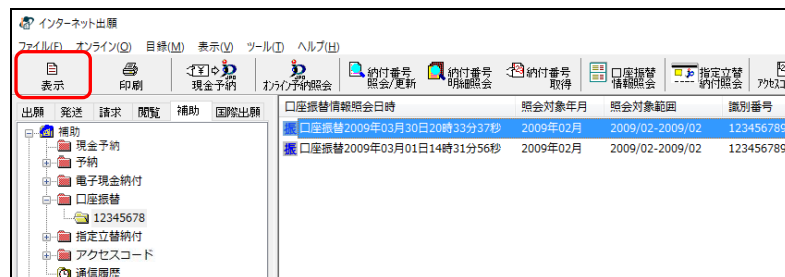 インターネット出願
ファイル(F) オンライン(O) 目録(M) 表示(V) ツール(T) ヘルプ(H)
表示 印刷 現金予納 オンライン予納照会 納付番号照会/更新 納付番号明細照会 納付番号取得 口座振替情報照会 指定立替納付照会
出願 発送 請求 閲覧 補助 国際出願
口座振替情報照会日時 照会対象年月 照会対象範囲 識別番号
振 口座振替2009年03月30日20時33分37秒 2009年02月 2009/02-2009/02 123456789
振 口座振替2009年03月01日14時31分56秒 2009年02月 2009/02-2009/02 123456789
補助
現金予納
予納
電子現金納付
口座振替
12345678
指定立替納付
アクセスコード
通信履歴